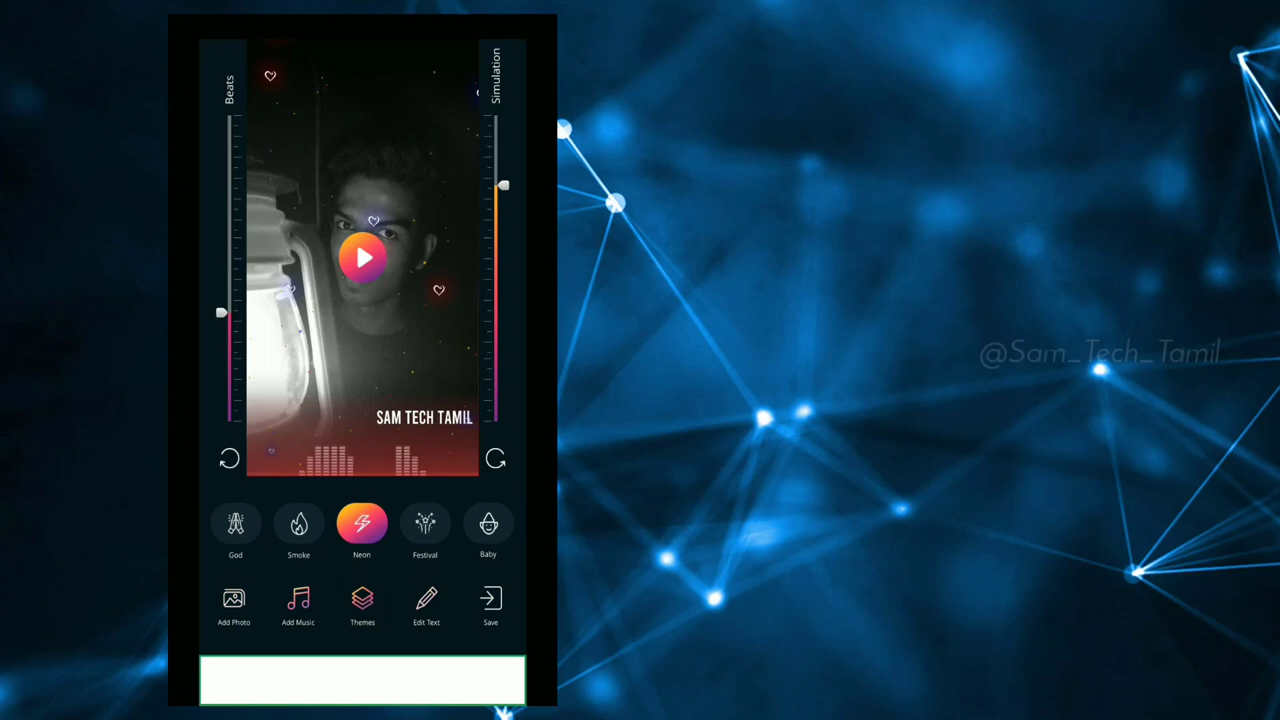 Beats
Simulation
SAM TECH TAMIL
God
Smoke
Neon
Festival
Baby
Add Photo
Add Music
Themes
Edit Text
Save
@Sam_Tech_Tamil